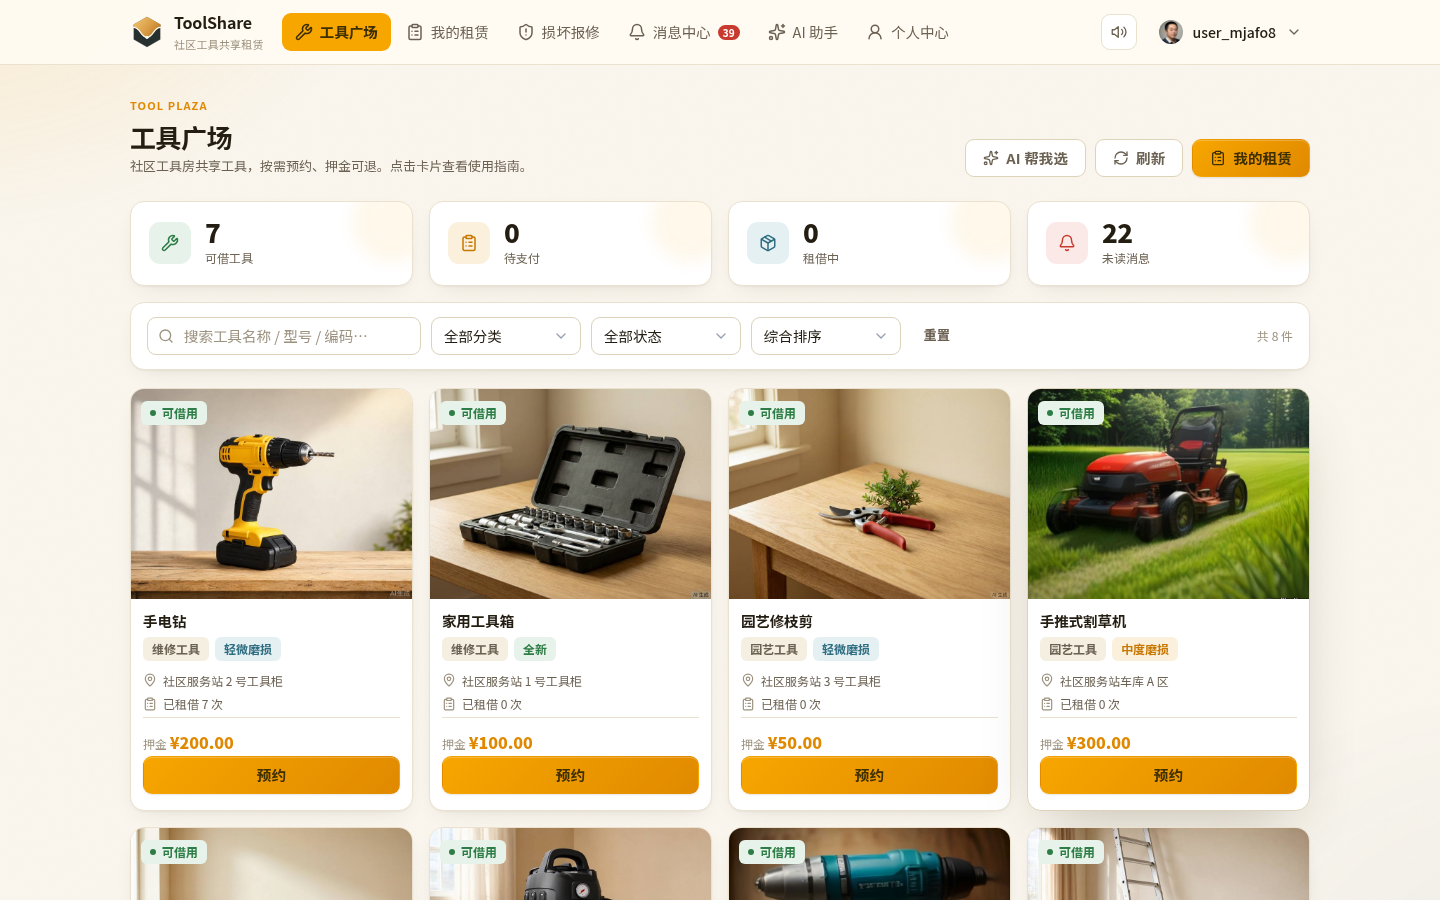 ToolShare
社区工具共享租赁
工具广场
我的租赁
损坏报修
消息中心 39
AI 助手
个人中心
user_mjafo8
TOOL PLAZA
工具广场
社区工具房共享工具，按需预约、押金可退。点击卡片查看使用指南。
AI 帮我选
刷新
我的租赁
7
可借工具
0
待支付
0
租借中
22
未读消息
搜索工具名称 / 型号 / 编码…
全部分类
全部状态
综合排序
重置
共 8 件
可借用
手电钻
维修工具 轻微磨损
社区服务站 2 号工具柜
已租借 7 次
押金 ¥200.00
预约
可借用
家用工具箱
维修工具 全新
社区服务站 1 号工具柜
已租借 0 次
押金 ¥100.00
预约
可借用
园艺修枝剪
园艺工具 轻微磨损
社区服务站 3 号工具柜
已租借 0 次
押金 ¥50.00
预约
可借用
手推式割草机
园艺工具 中度磨损
社区服务站车库 A 区
已租借 0 次
押金 ¥300.00
预约
可借用
可借用
可借用
可借用